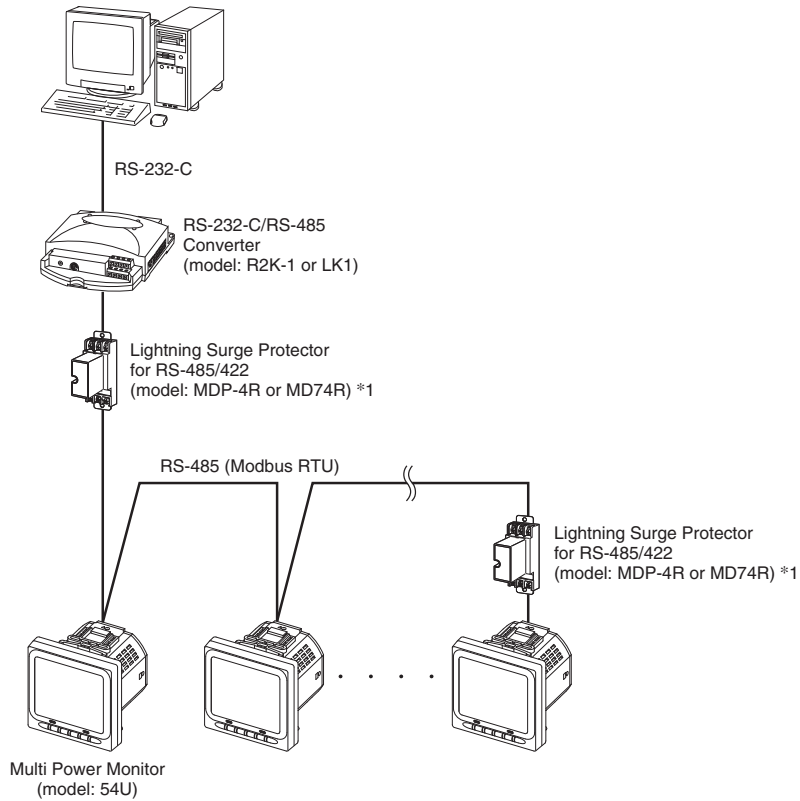 RS-232-C
RS-232-C/RS-485
Converter
(model: R2K-1 or LK1)
Lightning Surge Protector
for RS-485/422
(model: MDP-4R or MD74R) *1
RS-485 (Modbus RTU)
Lightning Surge Protector
for RS-485/422
(model: MDP-4R or MD74R) *1
Multi Power Monitor
(model: 54U)